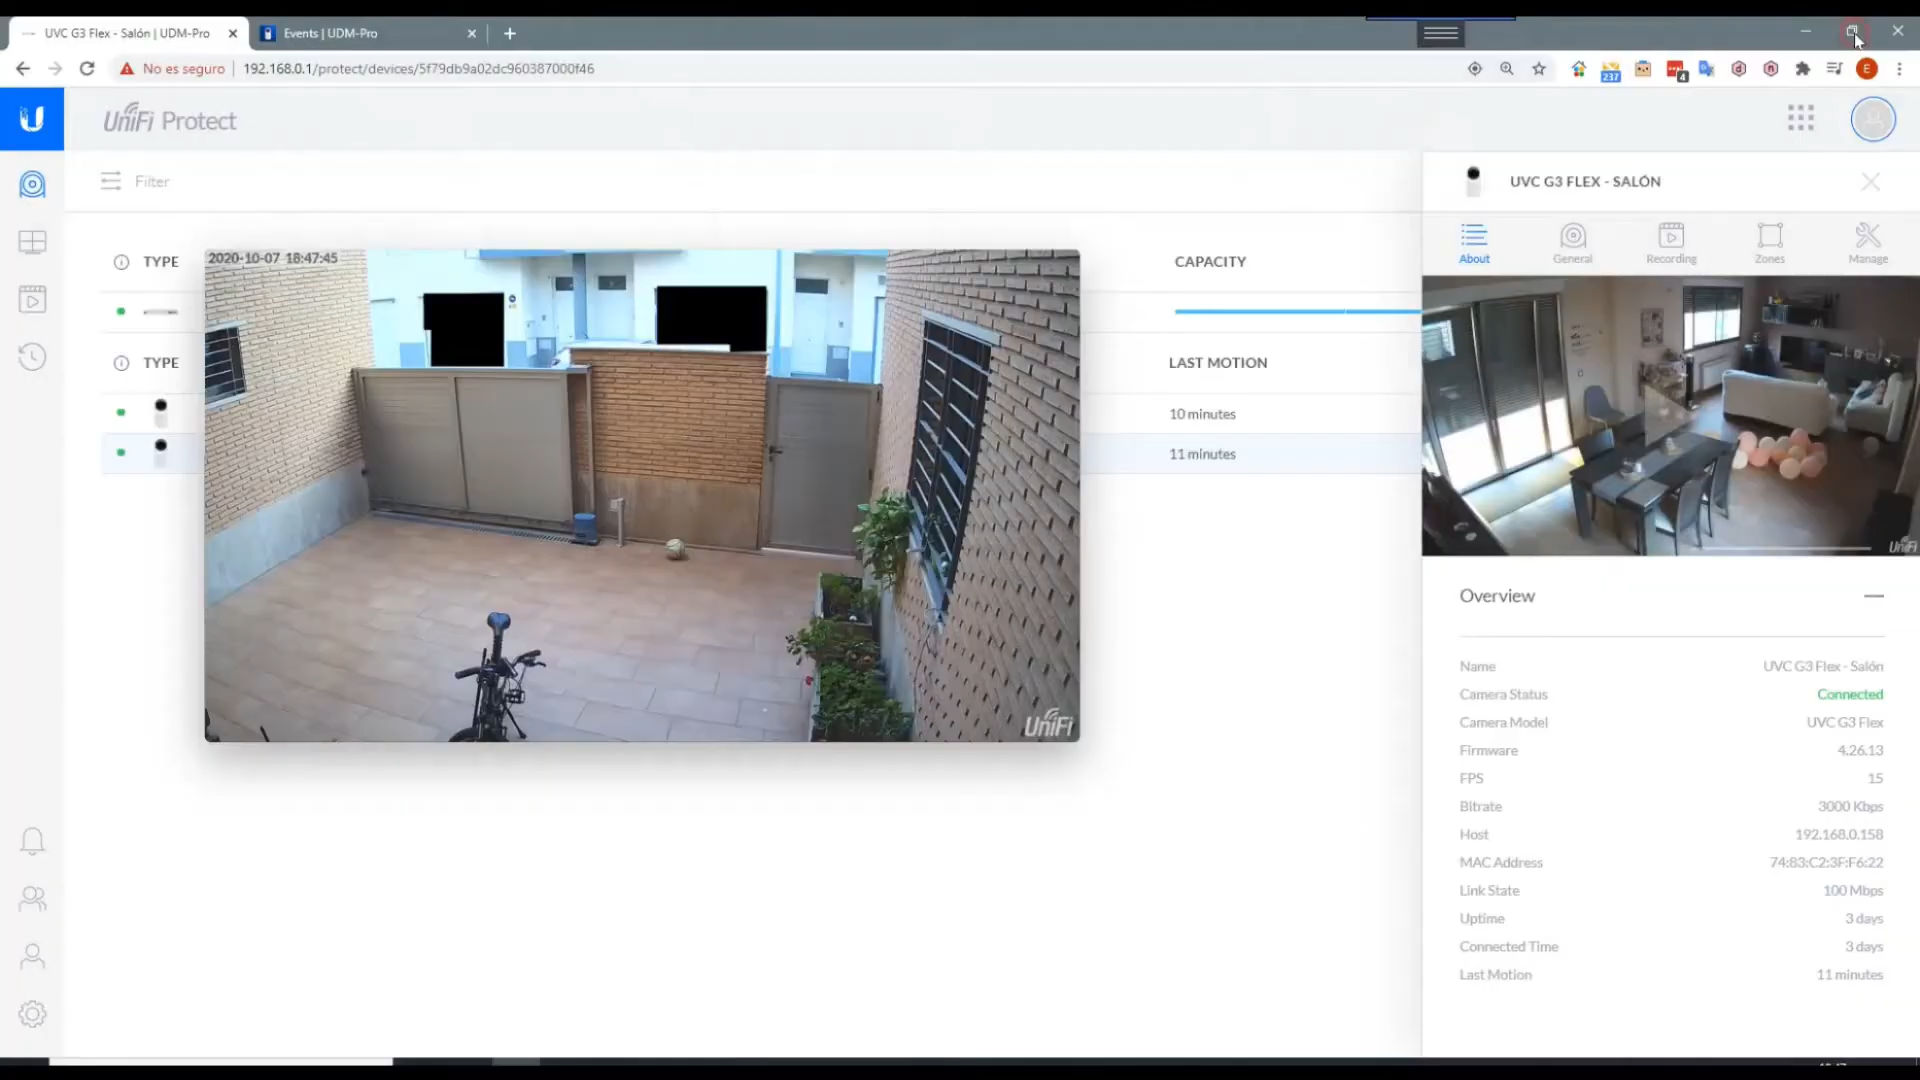 UVC G3 Flex - Salón | UDM-Pro
Events | UDM-Pro
No es seguro
192.168.0.1/protect/devices/5f79db9a02dc960387000f46
237
4
E
UniFi Protect
Filter
UVC G3 FLEX - SALÓN
About
General
Recording
Zones
Manage
TYPE
CAPACITY
TYPE
LAST MOTION
10 minutes
11 minutes
2020-10-07 18:47:45
UniFi
UniFi
Overview
Name UVC G3 Flex - Salón
Camera Status Connected
Camera Model UVC G3 Flex
Firmware 4.26.13
FPS 15
Bitrate 3000 Kbps
Host 192.168.0.158
MAC Address 74:83:C2:3F:F6:22
Link State 100 Mbps
Uptime 3 days
Connected Time 3 days
Last Motion 11 minutes